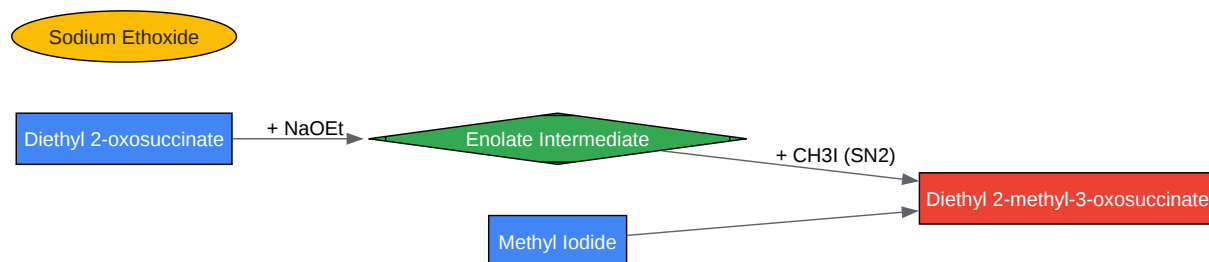 Sodium Ethoxide
Diethyl 2-oxosuccinate
+ NaOEt
Enolate Intermediate
+ CH3I (SN2)
Diethyl 2-methyl-3-oxosuccinate
Methyl Iodide